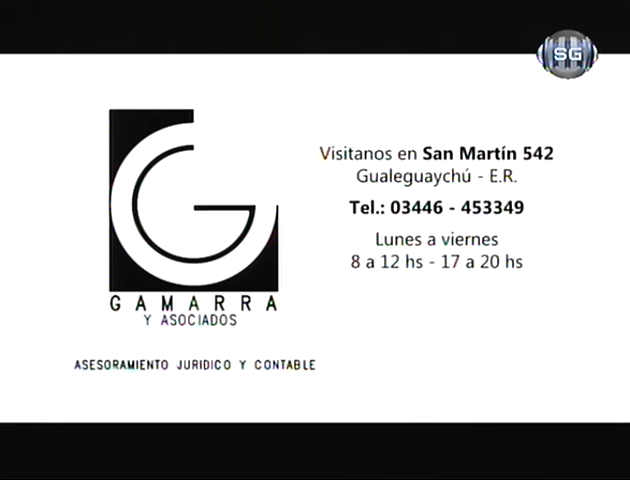 SG
Visitanos en San Martín 542
Gualeguaychú - E.R.
Tel.: 03446 - 453349
Lunes a viernes
8 a 12 hs - 17 a 20 hs
G
GAMARRA
Y ASOCIADOS
ASESORAMIENTO JURIDICO Y CONTABLE